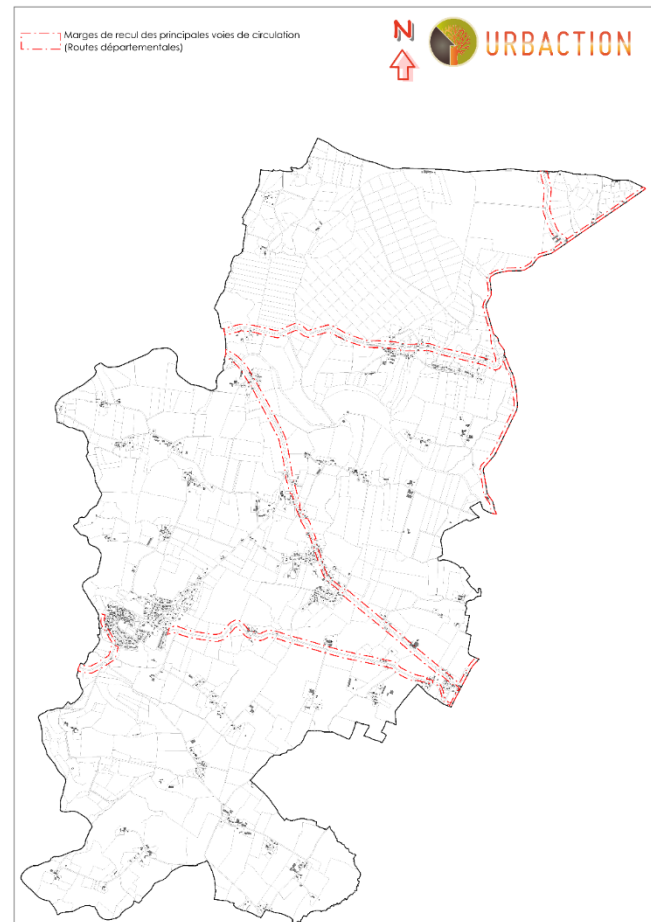 Marges de recul des principales voies de circulation
(Routes départementales)
N
URBACTION